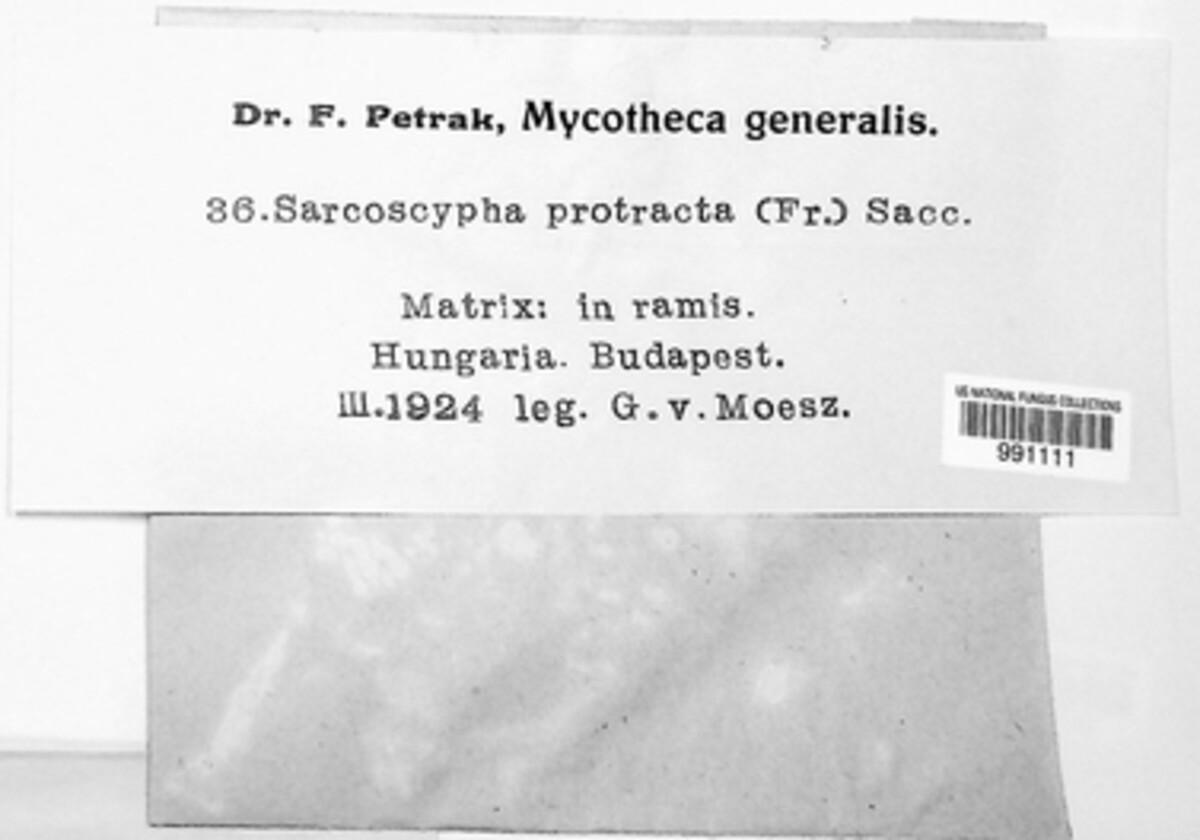 Dr. F. Petrak, Mycotheca generalis.
36.Sarcoscypha protracta (Fr.) Sacc.
Matrix: in ramis.
Hungaria. Budapest.
III.1924 leg. G.v.Moesz.
US NATIONAL FUNGUS COLLECTIONS
991111